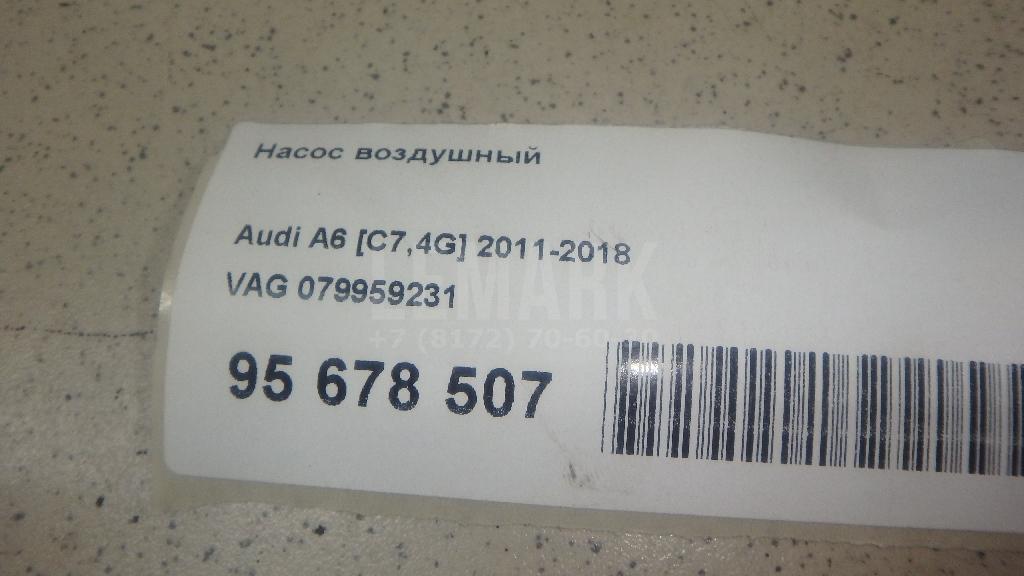 Насос воздушный
Audi A6 [C7,4G] 2011-2018
VAG 079959231
LEMARK
+7 (8172) 70-60-30
95 678 507